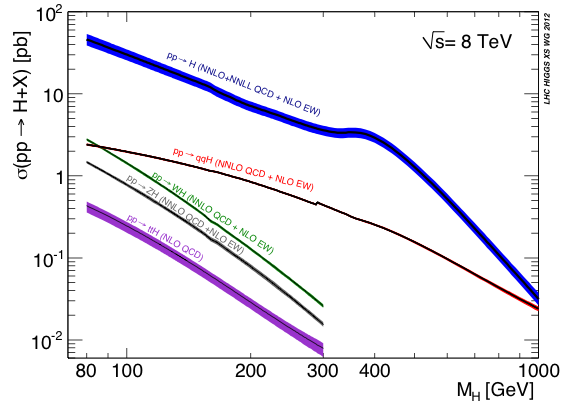 10²
10
1
10⁻¹
10⁻²
σ(pp → H+X) [pb]
√s= 8 TeV
LHC HIGGS XS WG 2012
pp → H (NNLO+NNLL QCD + NLO EW)
pp → qqH (NNLO QCD + NLO EW)
pp → WH (NNLO QCD + NLO EW)
pp → ZH (NNLO QCD +NLO EW)
pp → ttH (NLO QCD)
80 100 200 300 400 1000
M_H [GeV]